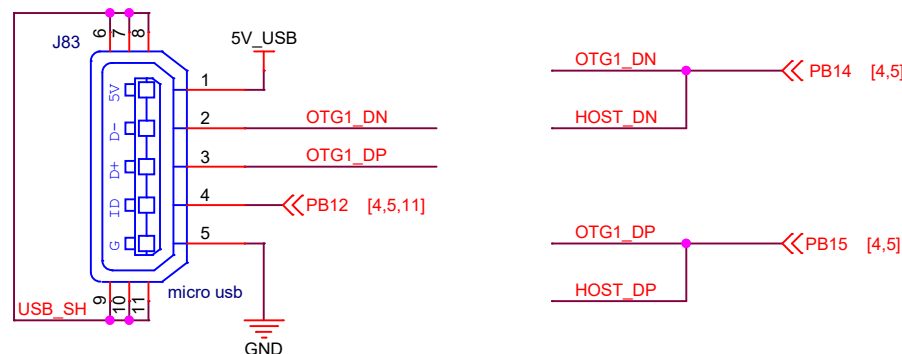 6 7 8
J83
5V_USB
5V 1
D- 2 OTG1_DN
D+ 3 OTG1_DP
ID 4 PB12 [4,5,11]
G 5
micro usb
USB_SH 9 10 11
GND
OTG1_DN
PB14 [4,5]
HOST_DN
OTG1_DP
PB15 [4,5]
HOST_DP